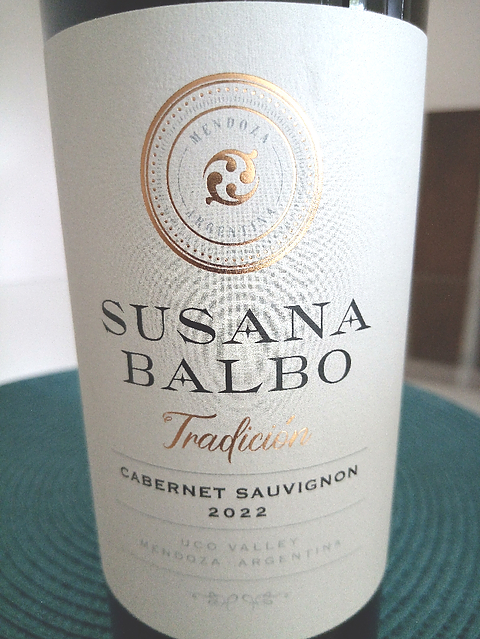 MENDOZA
ARGENTINA
SUSANA
BALBO
Tradición
CABERNET SAUVIGNON
2022
UCO VALLEY
MENDOZA · ARGENTINA